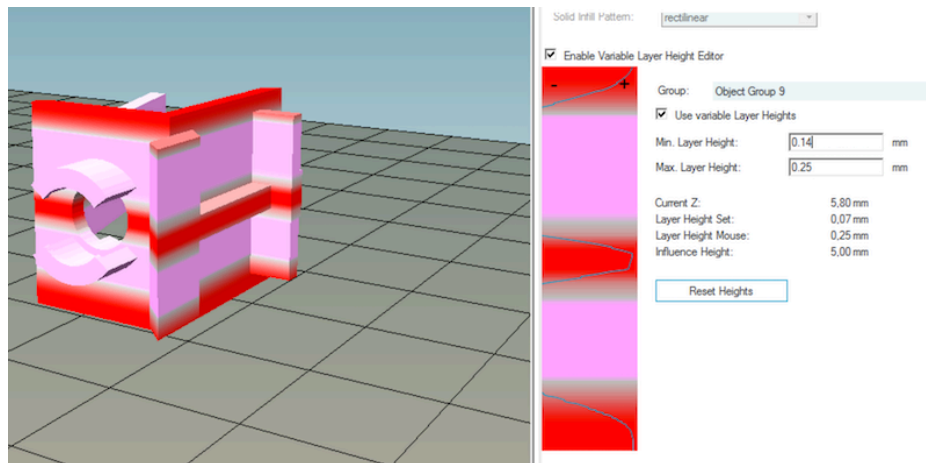 Solid Infill Pattern: rectilinear
Enable Variable Layer Height Editor
- +
Group: Object Group 9
Use variable Layer Heights
Min. Layer Height: 0.14 mm
Max. Layer Height: 0.25 mm
Current Z: 5,80 mm
Layer Height Set: 0,07 mm
Layer Height Mouse: 0,25 mm
Influence Height: 5,00 mm
Reset Heights